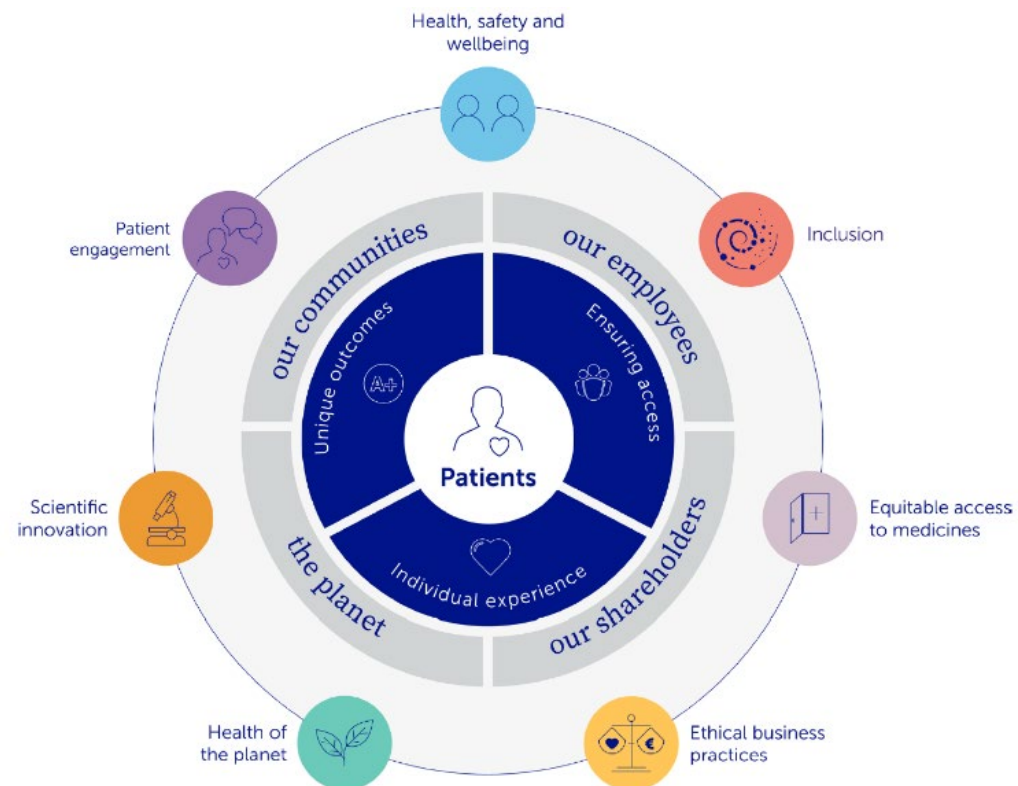 Health, safety and
wellbeing
Patient
engagement
Inclusion
our communities
our employees
Unique outcomes
A+
Ensuring access
Patients
Individual experience
Scientific
innovation
Equitable access
to medicines
the planet
our shareholders
Health of
the planet
€
Ethical business
practices